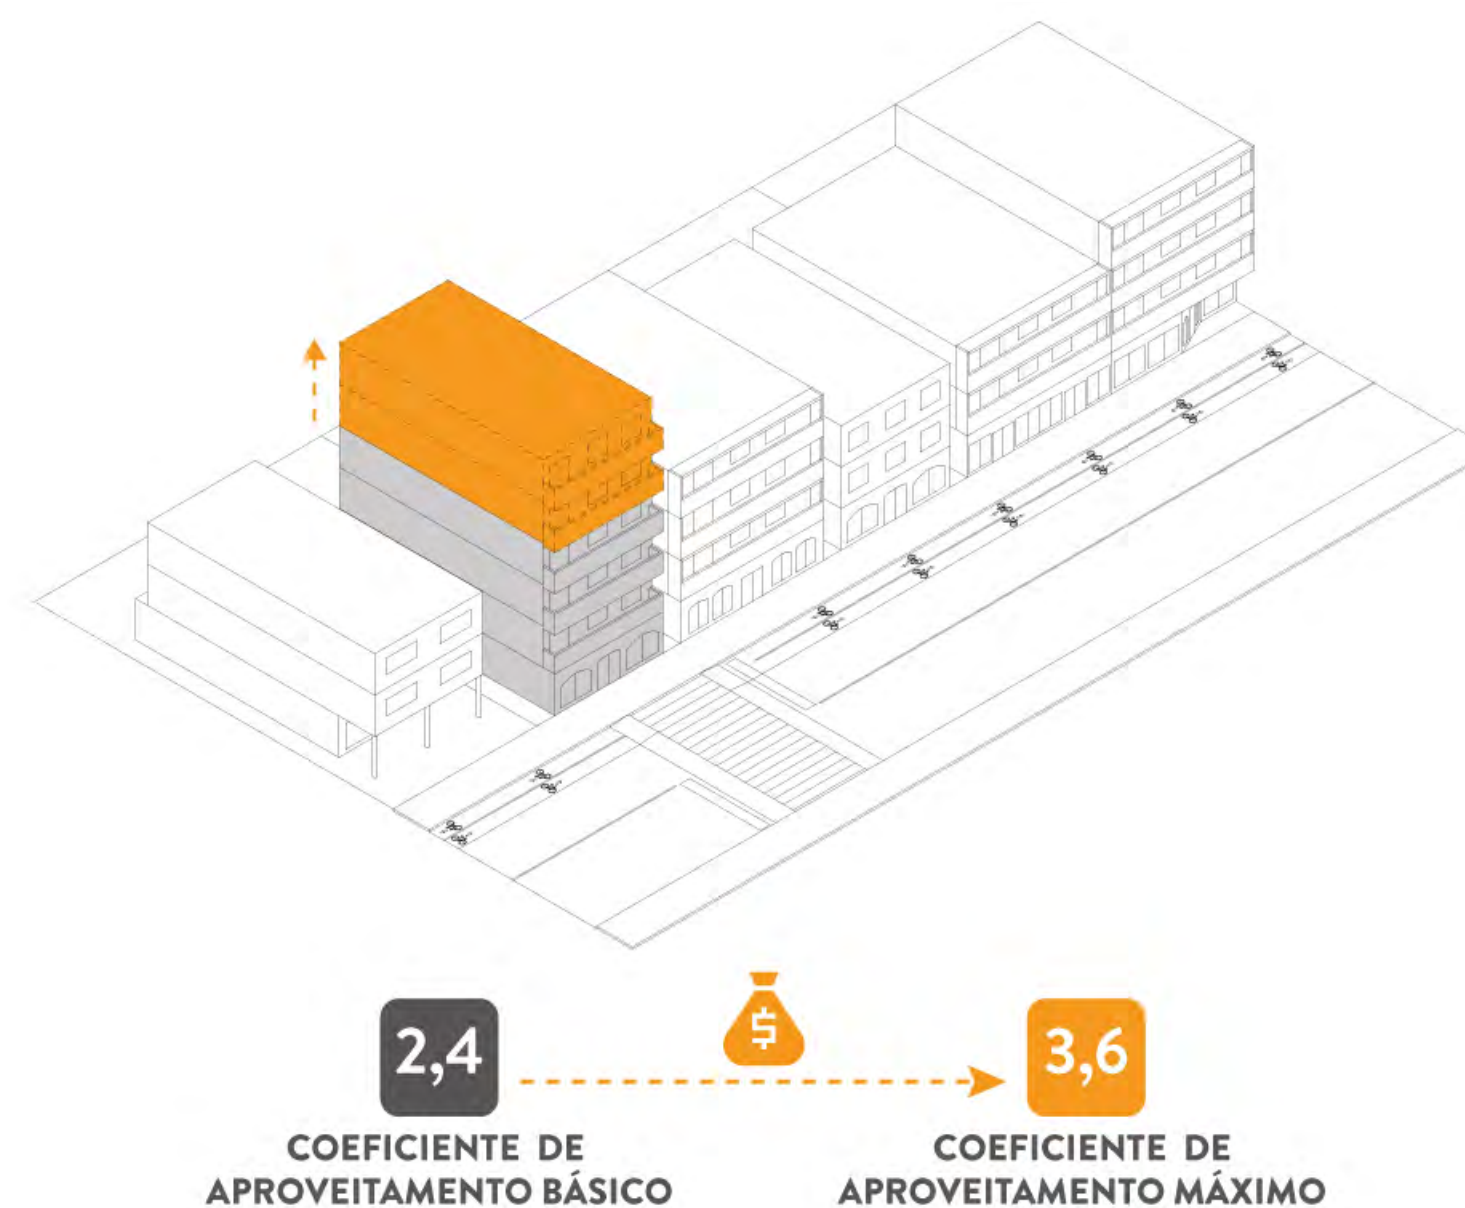 $
2,4
3,6
COEFICIENTE DE
APROVEITAMENTO BÁSICO
COEFICIENTE DE
APROVEITAMENTO MÁXIMO